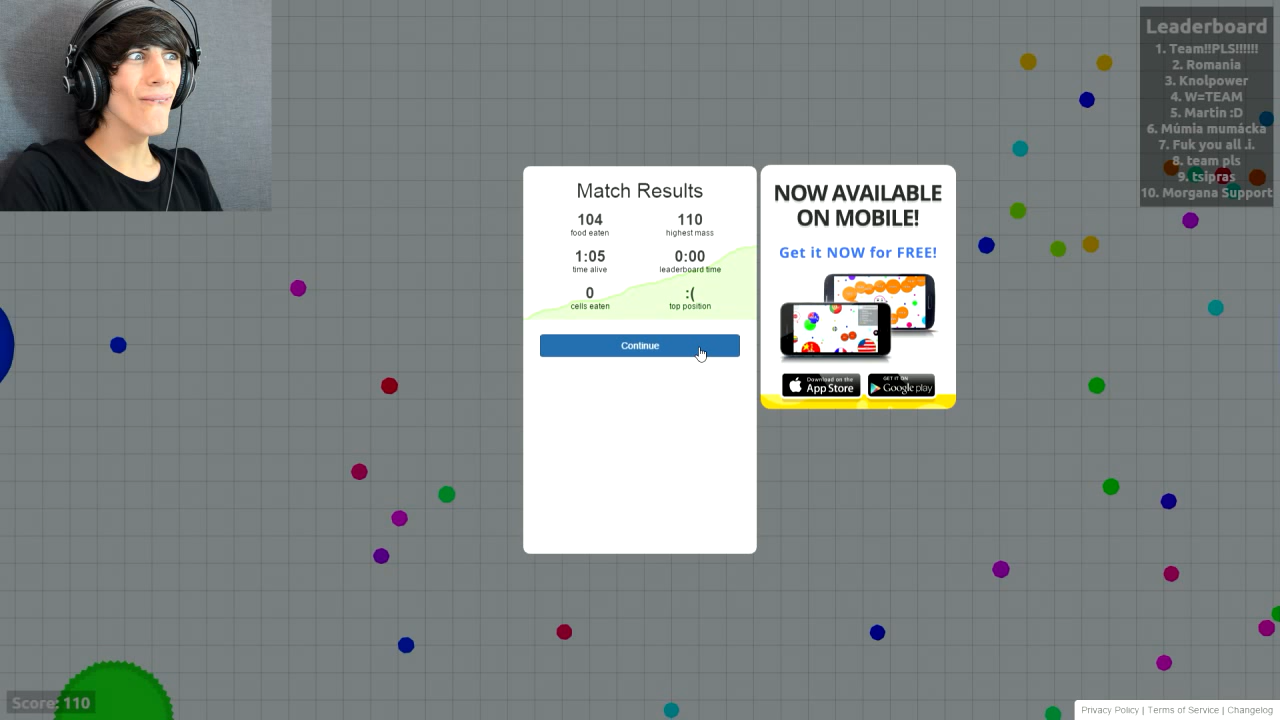 Leaderboard
1. Team!!PLS!!!!!!
2. Romania
3. Knolpower
4. W=TEAM
5. Martin :D
6. Múmia mumácka
7. Fuk you all .i.
8. team pls
9. tsipras
10. Morgana Support
Match Results
104 110
food eaten highest mass
1:05 0:00
time alive leaderboard time
0 :(
cells eaten top position
Continue
NOW AVAILABLE
ON MOBILE!
Get it NOW for FREE!
Download on the
App Store
GET IT ON
Google play
Score: 110
Privacy Policy | Terms of Service | Changelog